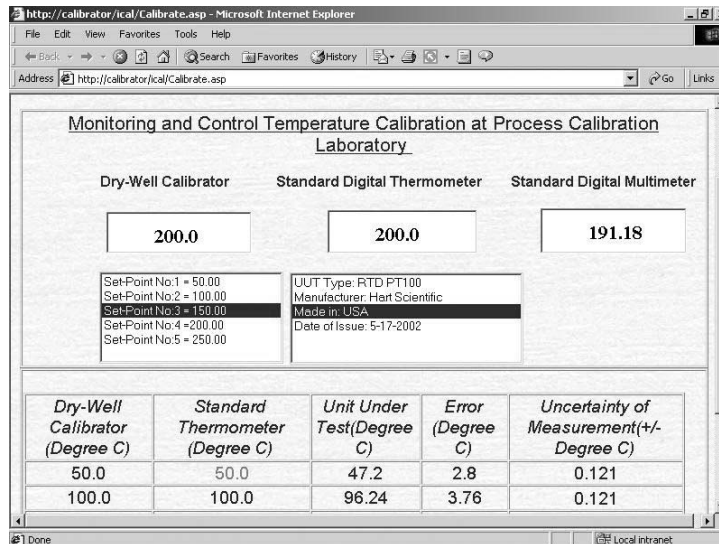 http://calibrator/ical/Calibrate.asp - Microsoft Internet Explorer
File Edit View Favorites Tools Help
Back Search Favorites History
Address http://calibrator/ical/Calibrate.asp Go Links
Monitoring and Control Temperature Calibration at Process Calibration
Laboratory
Dry-Well Calibrator Standard Digital Thermometer Standard Digital Multimeter
200.0 200.0 191.18
Set-Point No:1 = 50.00
Set-Point No:2 = 100.00
Set-Point No:3 = 150.00
Set-Point No:4 =200.00
Set-Point No:5 = 250.00
UUT Type: RTD PT100
Manufacturer: Hart Scientific
Made in: USA
Date of Issue: 5-17-2002
Dry-Well Calibrator (Degree C) Standard Thermometer (Degree C) Unit Under Test(Degree C) Error (Degree C) Uncertainty of Measurement(+/- Degree C)
50.0 50.0 47.2 2.8 0.121
100.0 100.0 96.24 3.76 0.121
Done Local intranet